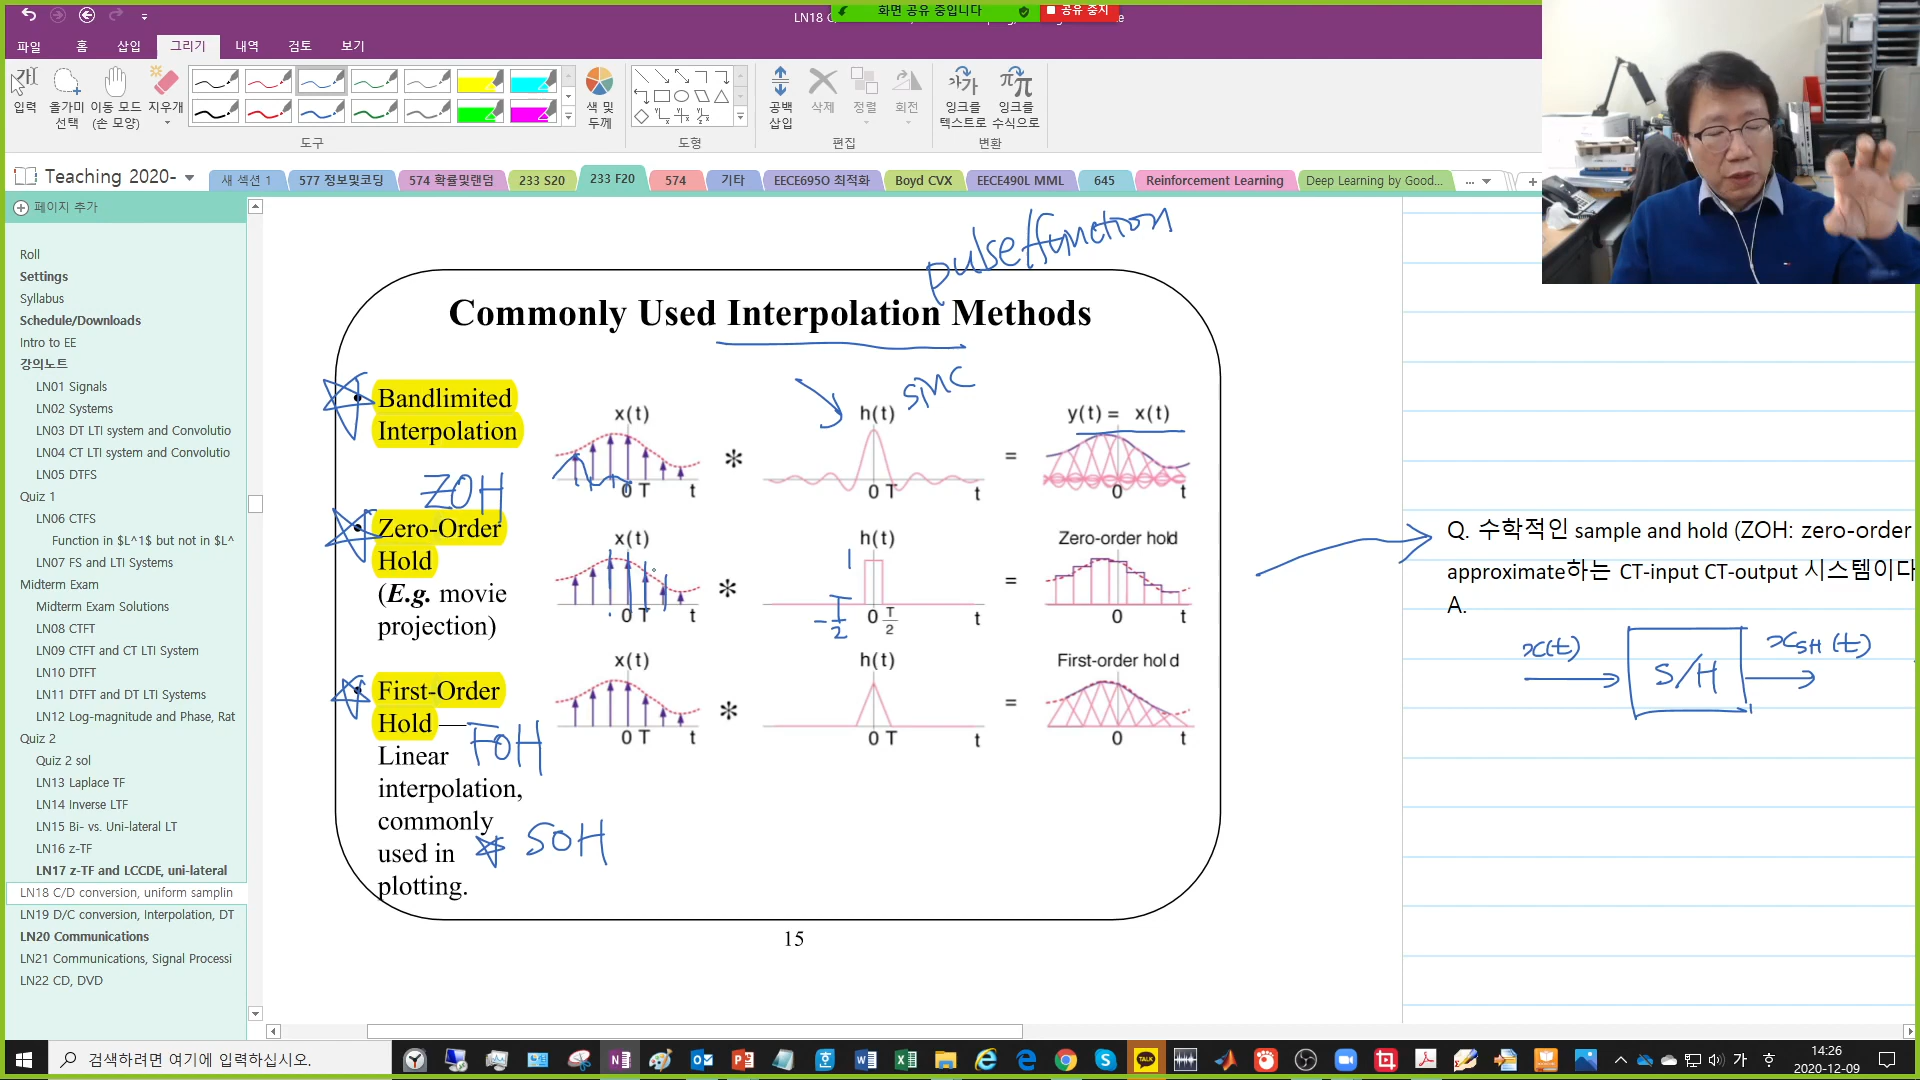 LN18 C
화면 공유 중입니다
공유 중지
파일 홈 삽입 그리기 내역 검토 보기
입력 올가미 선택 이동 모드 (손 모양) 지우개
색 및 두께
공백 삽입 삭제 정렬 회전
잉크를 텍스트로 잉크를 수식으로
도구 도형 편집 변환
Teaching 2020-
새 섹션 1 577 정보및코딩 574 확률및랜덤 233 S20 233 F20 574 기타 EECE695O 최적화 Boyd CVX EECE490L MML 645 Reinforcement Learning Deep Learning by Good... ...
페이지 추가
Roll
Settings
Syllabus
Schedule/Downloads
Intro to EE
강의노트
LN01 Signals
LN02 Systems
LN03 DT LTI system and Convolutio
LN04 CT LTI system and Convolutio
LN05 DTFS
Quiz 1
LN06 CTFS
Function in $L^1$ but not in $L^
LN07 FS and LTI Systems
Midterm Exam
Midterm Exam Solutions
LN08 CTFT
LN09 CTFT and CT LTI System
LN10 DTFT
LN11 DTFT and DT LTI Systems
LN12 Log-magnitude and Phase, Rat
Quiz 2
Quiz 2 sol
LN13 Laplace TF
LN14 Inverse LTF
LN15 Bi- vs. Uni-lateral LT
LN16 z-TF
LN17 z-TF and LCCDE, uni-lateral
LN18 C/D conversion, uniform samplin
LN19 D/C conversion, Interpolation, DT
LN20 Communications
LN21 Communications, Signal Processi
LN22 CD, DVD
pulse/function
Commonly Used Interpolation Methods
• Bandlimited
Interpolation
x(t) * h(t) sinc = y(t) = x(t)
0 T t 0 T t 0 t
ZOH
• Zero-Order
Hold
(E.g. movie
projection)
x(t) * h(t) = Zero-order hold
1
0 T t -T/2 0 T/2 t 0 t
• First-Order
Hold —
FOH
Linear
interpolation,
commonly
used in
plotting.
SOH
x(t) * h(t) = First-order hold
0 T t 0 T t 0 t
15
Q. 수학적인 sample and hold (ZOH: zero-order
approximate하는 CT-input CT-output 시스템이다
A.
x(t) S/H xSH(t)
검색하려면 여기에 입력하십시오.
14:26
2020-12-09